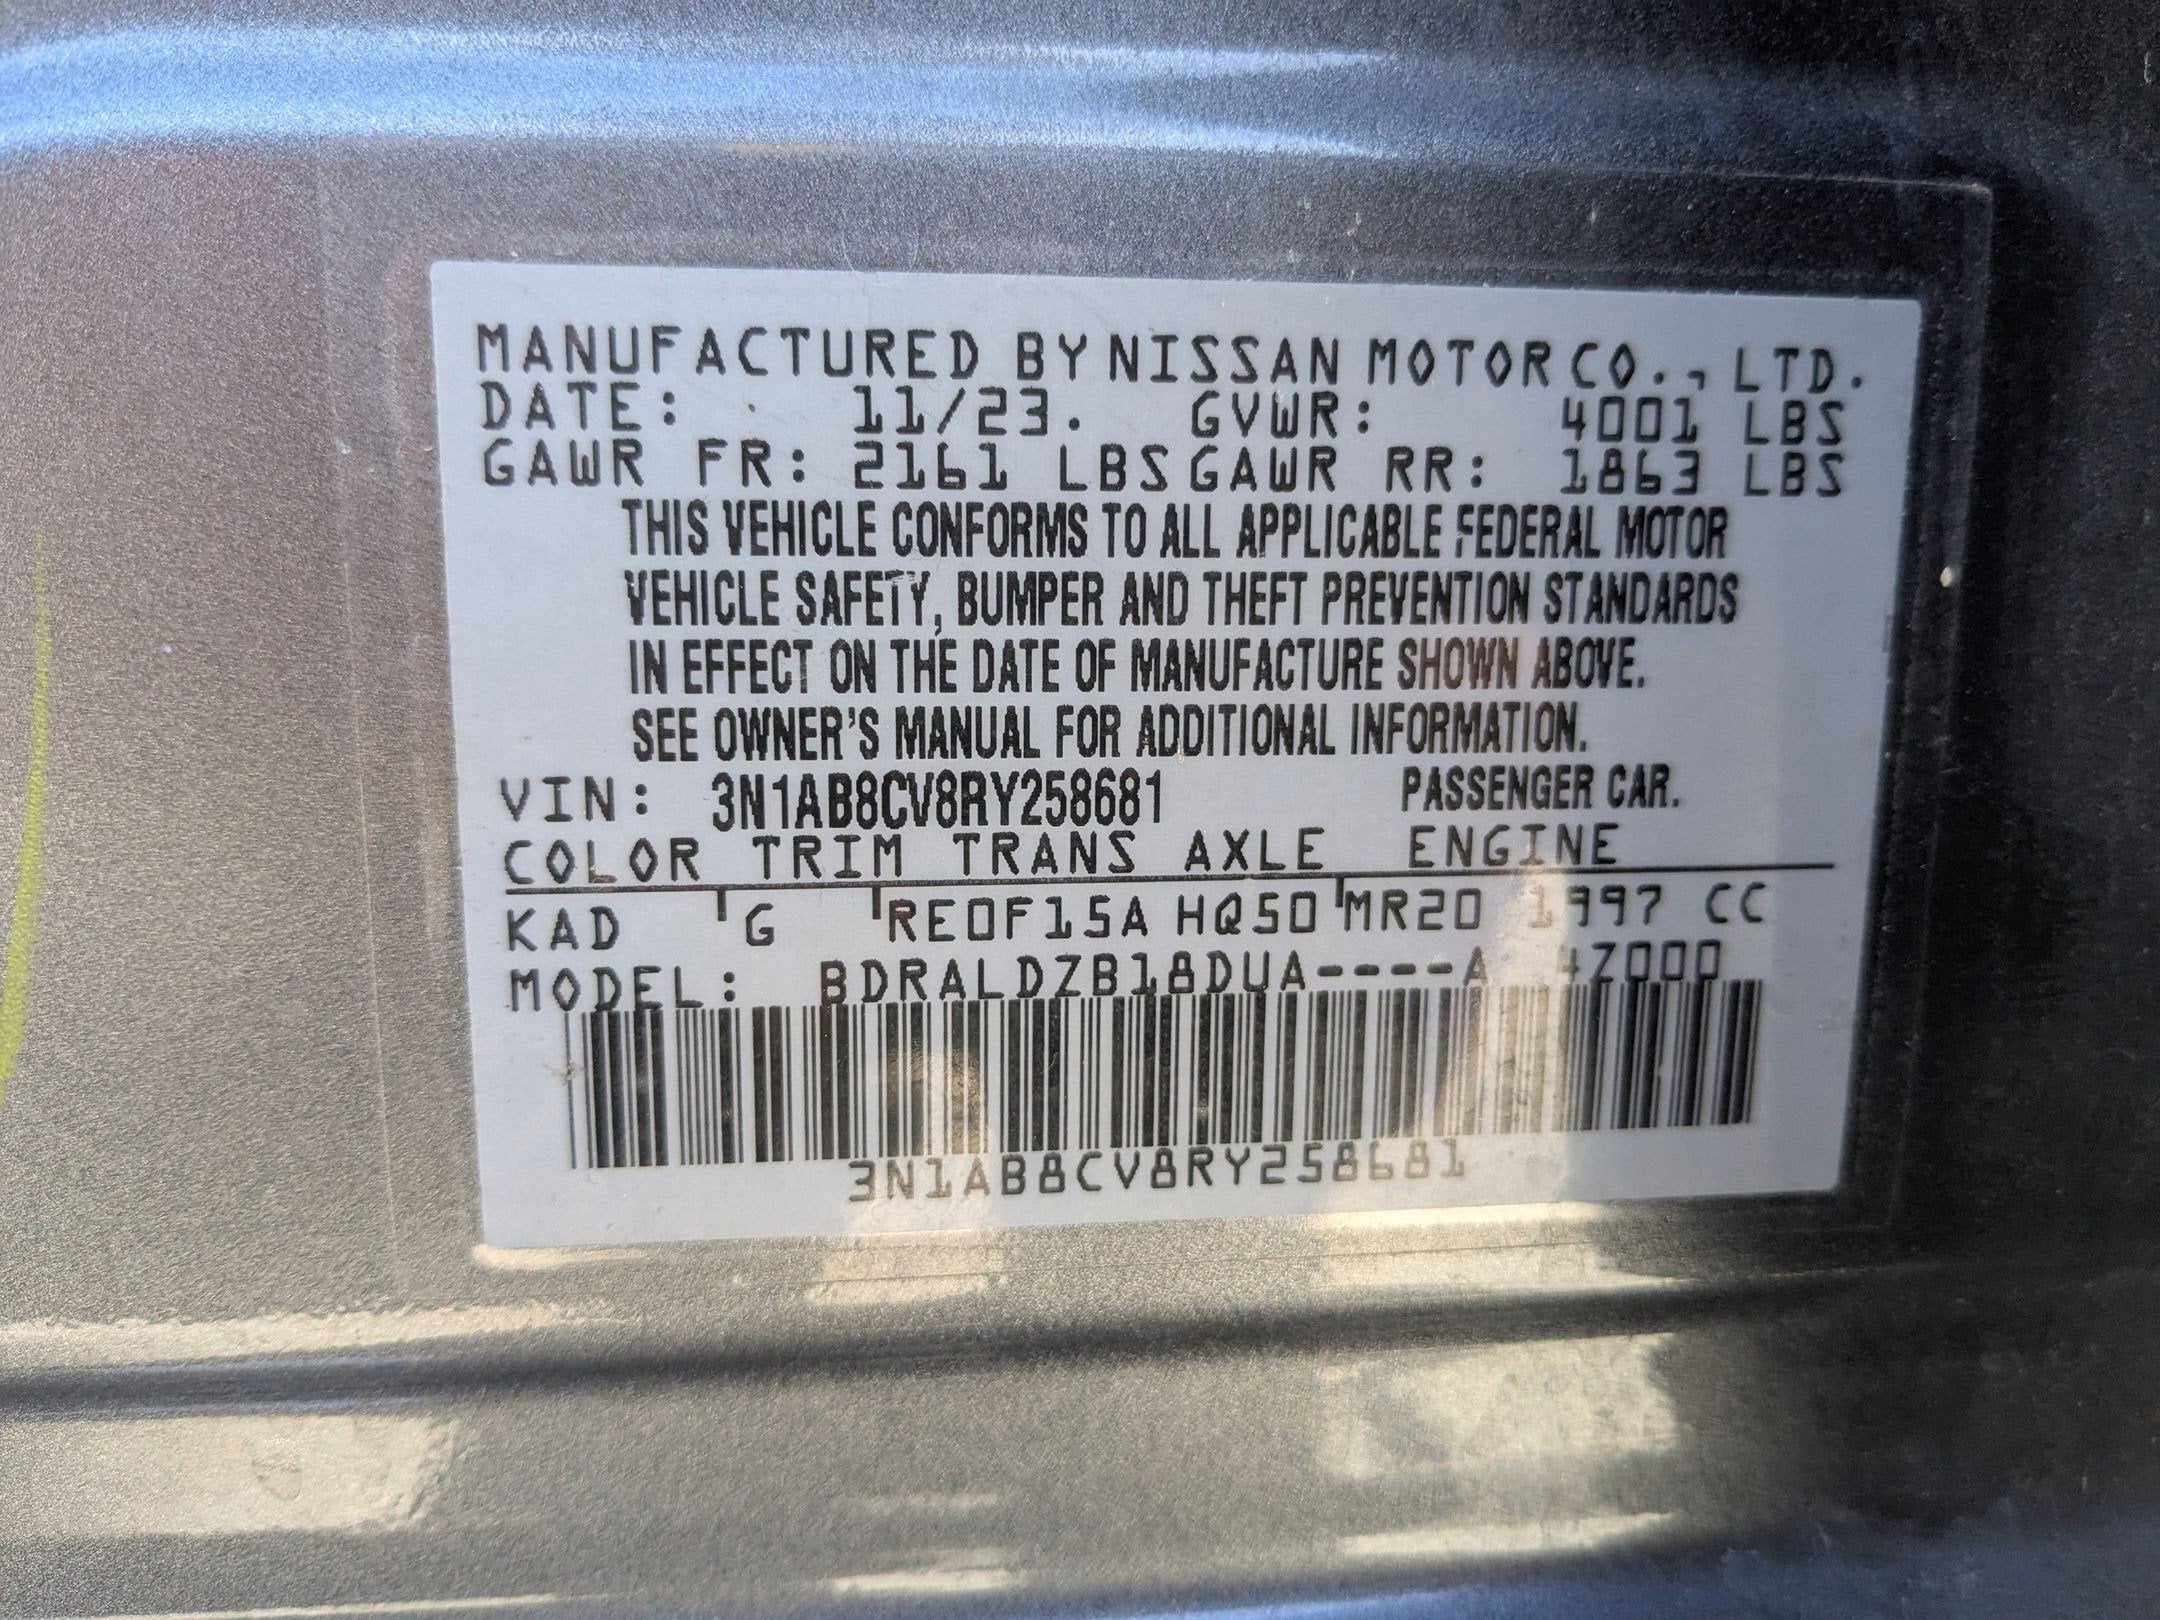 MANUFACTURED BY NISSAN MOTOR CO., LTD.
DATE: 11/23. GVWR: 4001 LBS
GAWR FR: 2161 LBS GAWR RR: 1863 LBS
THIS VEHICLE CONFORMS TO ALL APPLICABLE FEDERAL MOTOR
VEHICLE SAFETY, BUMPER AND THEFT PREVENTION STANDARDS
IN EFFECT ON THE DATE OF MANUFACTURE SHOWN ABOVE.
SEE OWNER'S MANUAL FOR ADDITIONAL INFORMATION.
VIN: 3N1AB8CV8RY258681 PASSENGER CAR.
COLOR TRIM TRANS AXLE ENGINE
KAD G RE0F15A HQ50 MR20 1997 CC
MODEL: BDRALDZB18DUA----A 4Z000
3N1AB8CV8RY258681